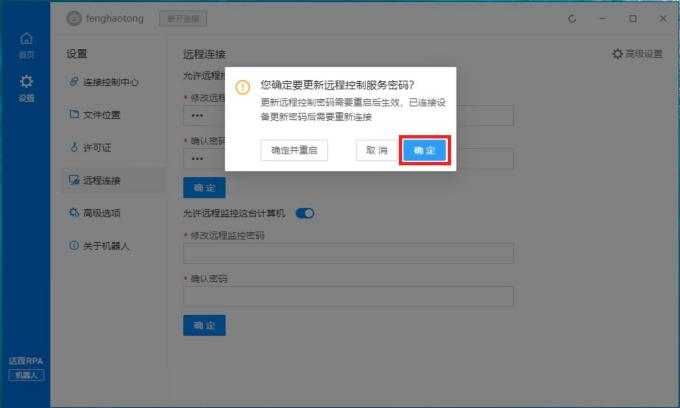 fenghaotong
断开连接
首页
设置
设置
连接控制中心
文件位置
许可证
远程连接
高级选项
关于机器人
达观RPA
机器人
远程连接
高级设置
允许远程控
* 修改远程
•••
* 确认密码
•••
确 定
您确定要更新远程控制服务密码?
更新远程控制密码需要重启后生效，已连接设
备更新密码后需要重新连接
确定并重启
取 消
确 定
允许远程监控这台计算机
* 修改远程监控密码
* 确认密码
确 定